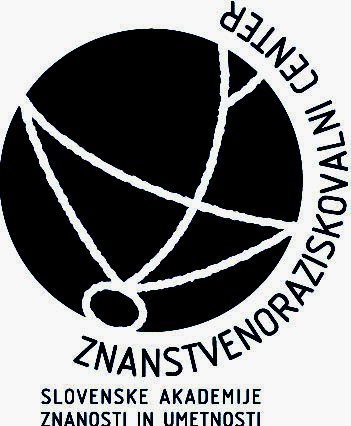 ZNANSTVENORAZISKOVALNI CENTER
SLOVENSKE AKADEMIJE
ZNANOSTI IN UMETNOSTI